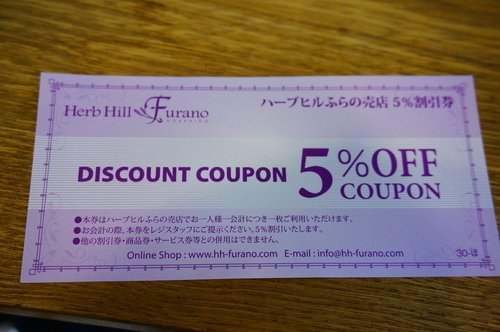 Herb Hill Furano
HOKKAIDO
ハーブヒルふらの売店 5%割引券
DISCOUNT COUPON 5%OFF
COUPON
●本券はハーブヒルふらの売店でお一人様一会計につき一枚ご利用いただけます。
●お会計の際、本券をレジスタッフにご提示ください。5%割引いたします。
●他の割引券・商品券・サービス券等との併用はできません。
Online Shop : www.hh-furano.com E-mail : info@hh-furano.com
30-ほ